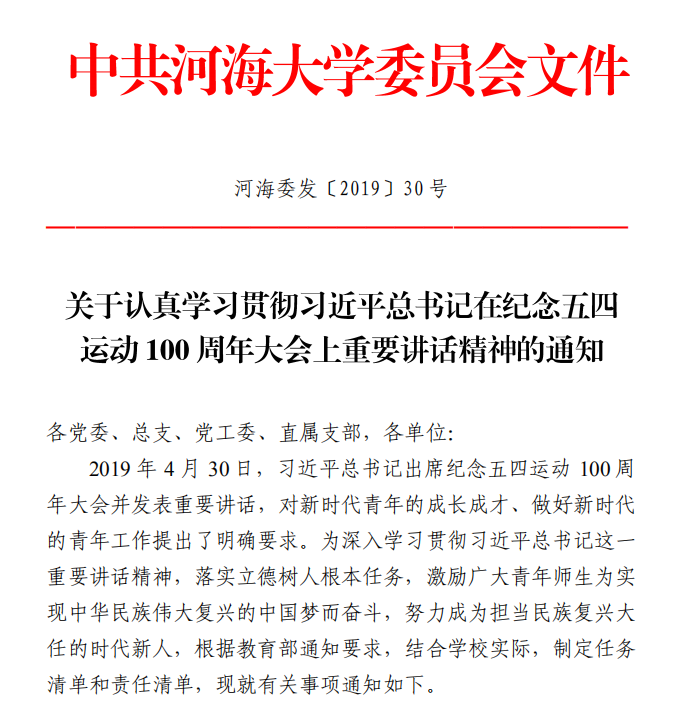 中共河海大学委员会文件
河海委发〔2019〕30 号
关于认真学习贯彻习近平总书记在纪念五四
运动 100 周年大会上重要讲话精神的通知
各党委、总支、党工委、直属支部，各单位：
2019 年 4 月 30 日，习近平总书记出席纪念五四运动 100 周
年大会并发表重要讲话，对新时代青年的成长成才、做好新时代
的青年工作提出了明确要求。为深入学习贯彻习近平总书记这一
重要讲话精神，落实立德树人根本任务，激励广大青年师生为实
现中华民族伟大复兴的中国梦而奋斗，努力成为担当民族复兴大
任的时代新人，根据教育部通知要求，结合学校实际，制定任务
清单和责任清单，现就有关事项通知如下。